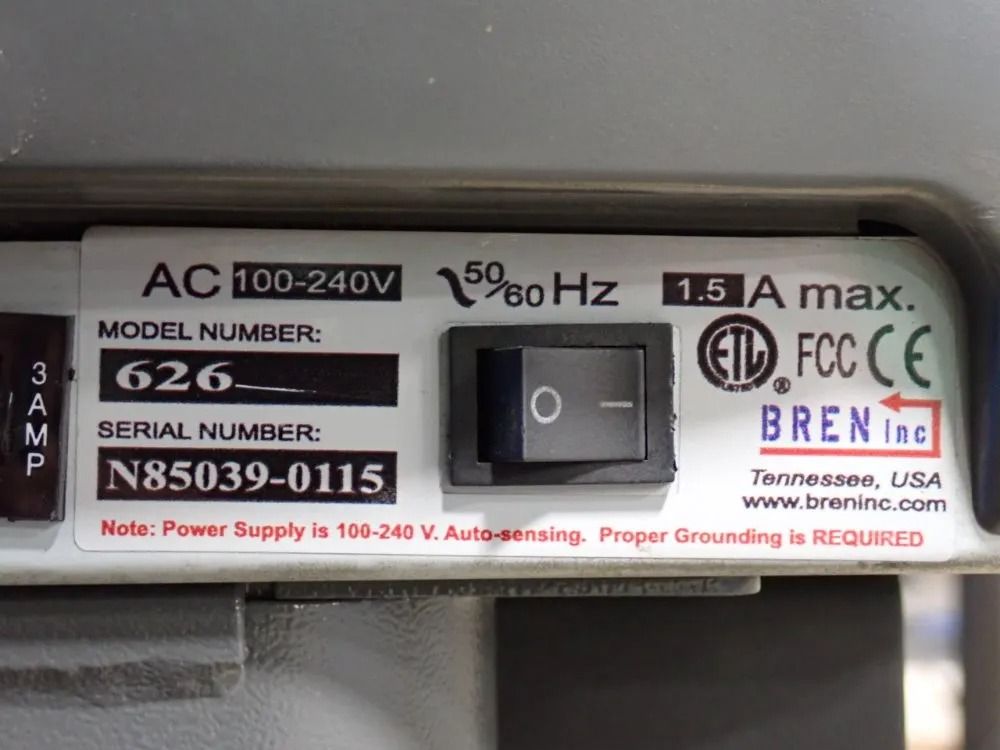 AC 100-240V 50/60 Hz 1.5 A max.
MODEL NUMBER:
626
SERIAL NUMBER:
N85039-0115
3 AMP
O —
ETL LISTED ®
FCC CE
BREN Inc
Tennessee, USA
www.breninc.com
Note: Power Supply is 100-240 V. Auto-sensing. Proper Grounding is REQUIRED